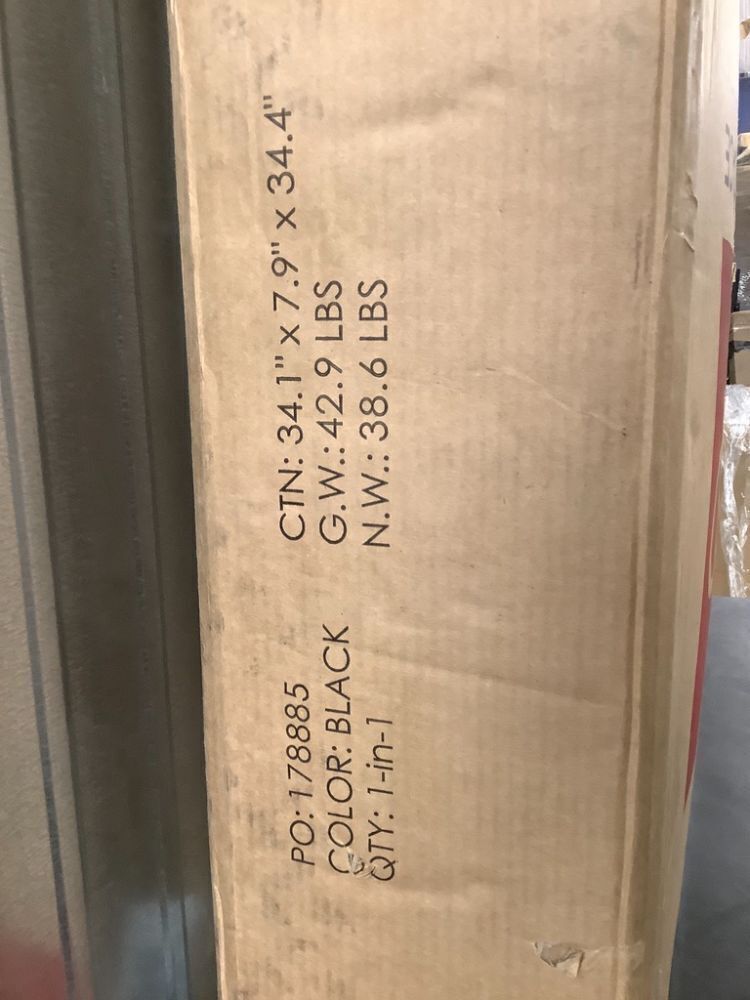 PO: 178885
COLOR: BLACK
QTY: 1-in-1
CTN: 34.1" x 7.9" x 34.4"
G.W.: 42.9 LBS
N.W.: 38.6 LBS